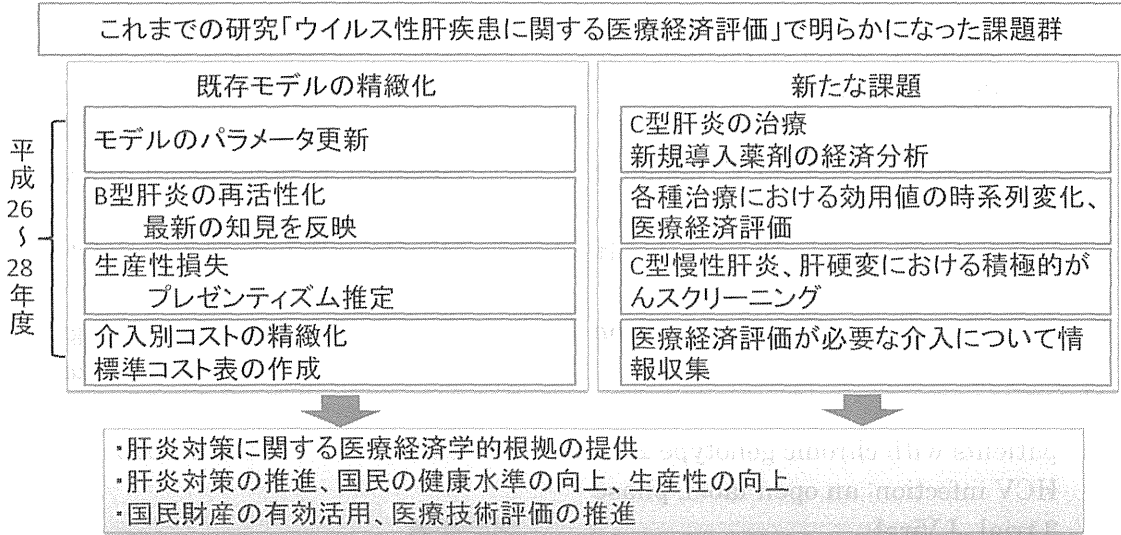 これまでの研究「ウイルス性肝疾患に関する医療経済評価」で明らかになった課題群
平成26～28年度
既存モデルの精緻化
モデルのパラメータ更新
B型肝炎の再活性化
最新の知見を反映
生産性損失
プレゼンティズム推定
介入別コストの精緻化
標準コスト表の作成
新たな課題
C型肝炎の治療
新規導入薬剤の経済分析
各種治療における効用値の時系列変化、
医療経済評価
C型慢性肝炎、肝硬変における積極的が
んスクリーニング
医療経済評価が必要な介入について情
報収集
・肝炎対策に関する医療経済学的根拠の提供
・肝炎対策の推進、国民の健康水準の向上、生産性の向上
・国民財産の有効活用、医療技術評価の推進
patients with chronic genotype
HCV infection: an open